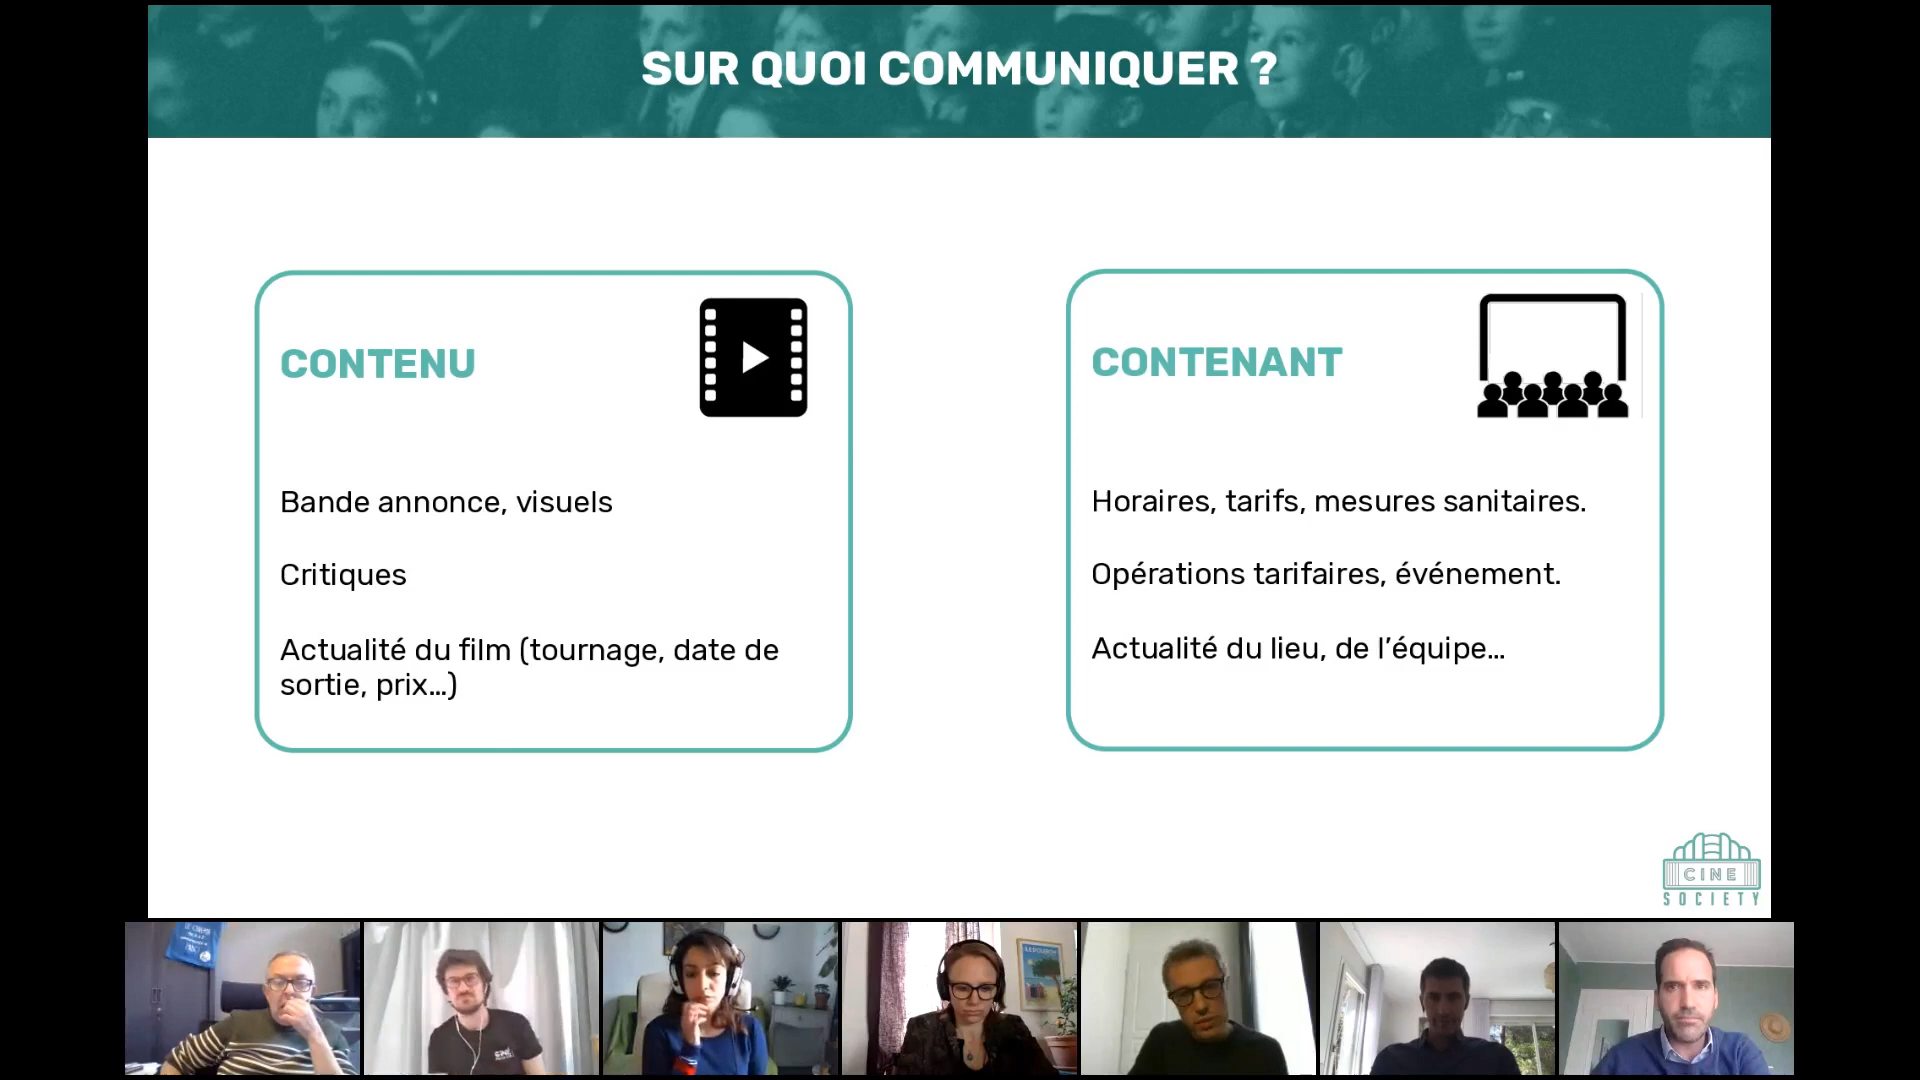 SUR QUOI COMMUNIQUER ?
CONTENU
Bande annonce, visuels
Critiques
Actualité du film (tournage, date de
sortie, prix...)
CONTENANT
Horaires, tarifs, mesures sanitaires.
Opérations tarifaires, événement.
Actualité du lieu, de l’équipe...
CINE
SOCIETY